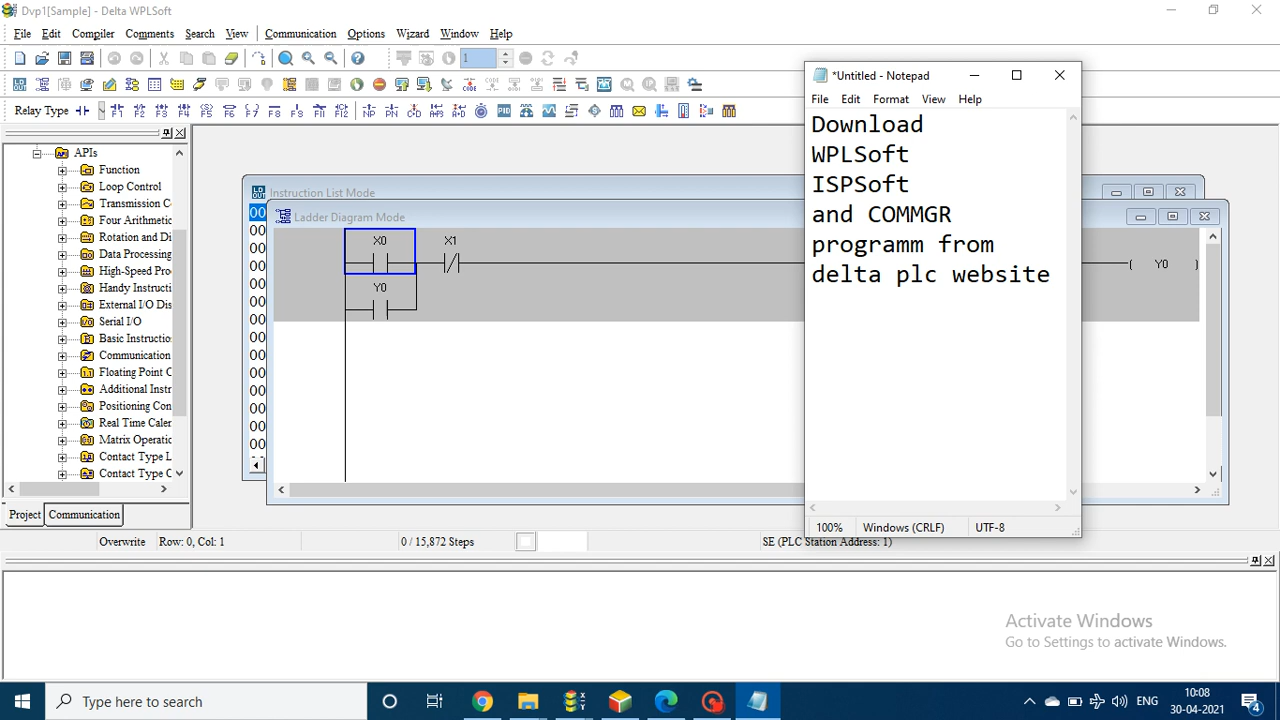 Dvp1[Sample] - Delta WPLSoft
File Edit Compiler Comments Search View Communication Options Wizard Window Help
1
Relay Type
APIs
Function
Loop Control
Transmission C
Four Arithmetic
Rotation and Di
Data Processing
High-Speed Pro
Handy Instructi
External I/O Dis
Serial I/O
Basic Instructio
Communication
Floating Point C
Additional Instr
Positioning Con
Real Time Caler
Matrix Operatic
Contact Type L
Contact Type C
Project Communication
Instruction List Mode
Ladder Diagram Mode
X0 X1 Y0
Y0
*Untitled - Notepad
File Edit Format View Help
Download
WPLSoft
ISPSoft
and COMMGR
programm from
delta plc website
100% Windows (CRLF) UTF-8
Overwrite Row: 0, Col: 1 0 / 15,872 Steps SE (PLC Station Address: 1)
Activate Windows
Go to Settings to activate Windows.
Type here to search
ENG
10:08
30-04-2021
4